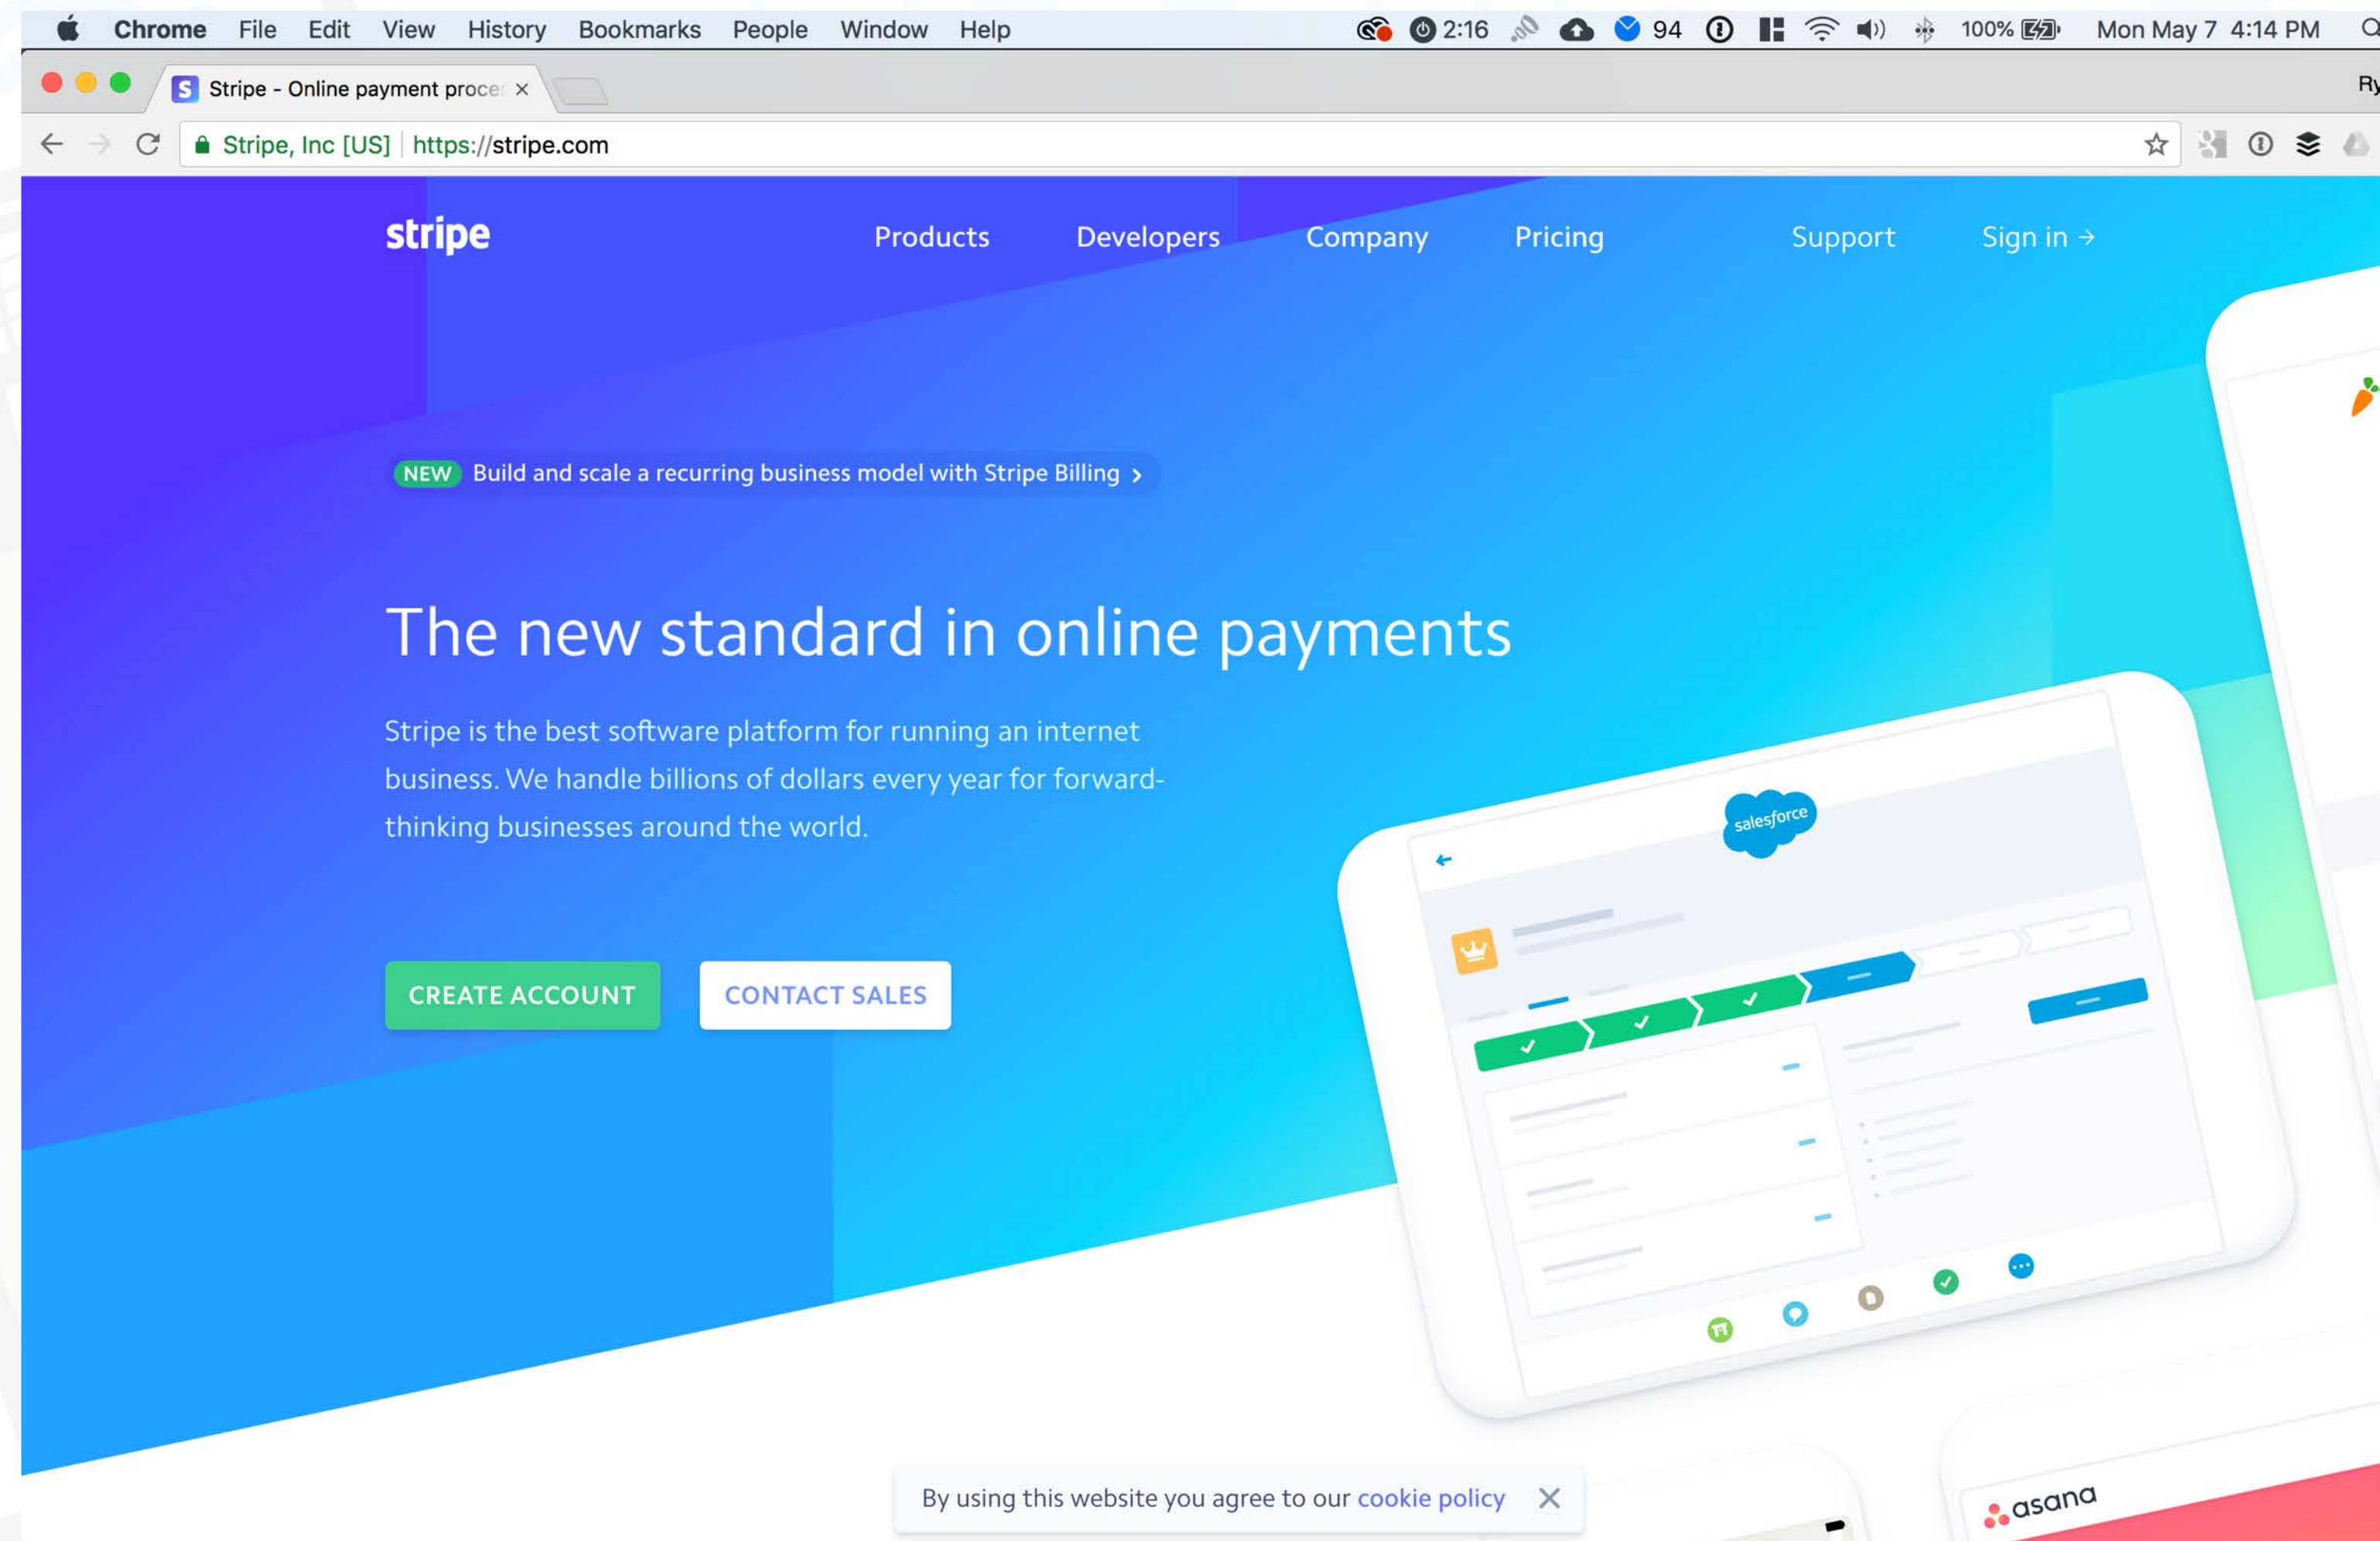 Chrome File Edit View History Bookmarks People Window Help 2:16 94 100% Mon May 7 4:14 PM
Stripe - Online payment proces
Stripe, Inc [US] https://stripe.com
stripe Products Developers Company Pricing Support Sign in →
NEW Build and scale a recurring business model with Stripe Billing ›
The new standard in online payments
Stripe is the best software platform for running an internet
business. We handle billions of dollars every year for forward-
thinking businesses around the world.
salesforce
CREATE ACCOUNT CONTACT SALES
By using this website you agree to our cookie policy
asana